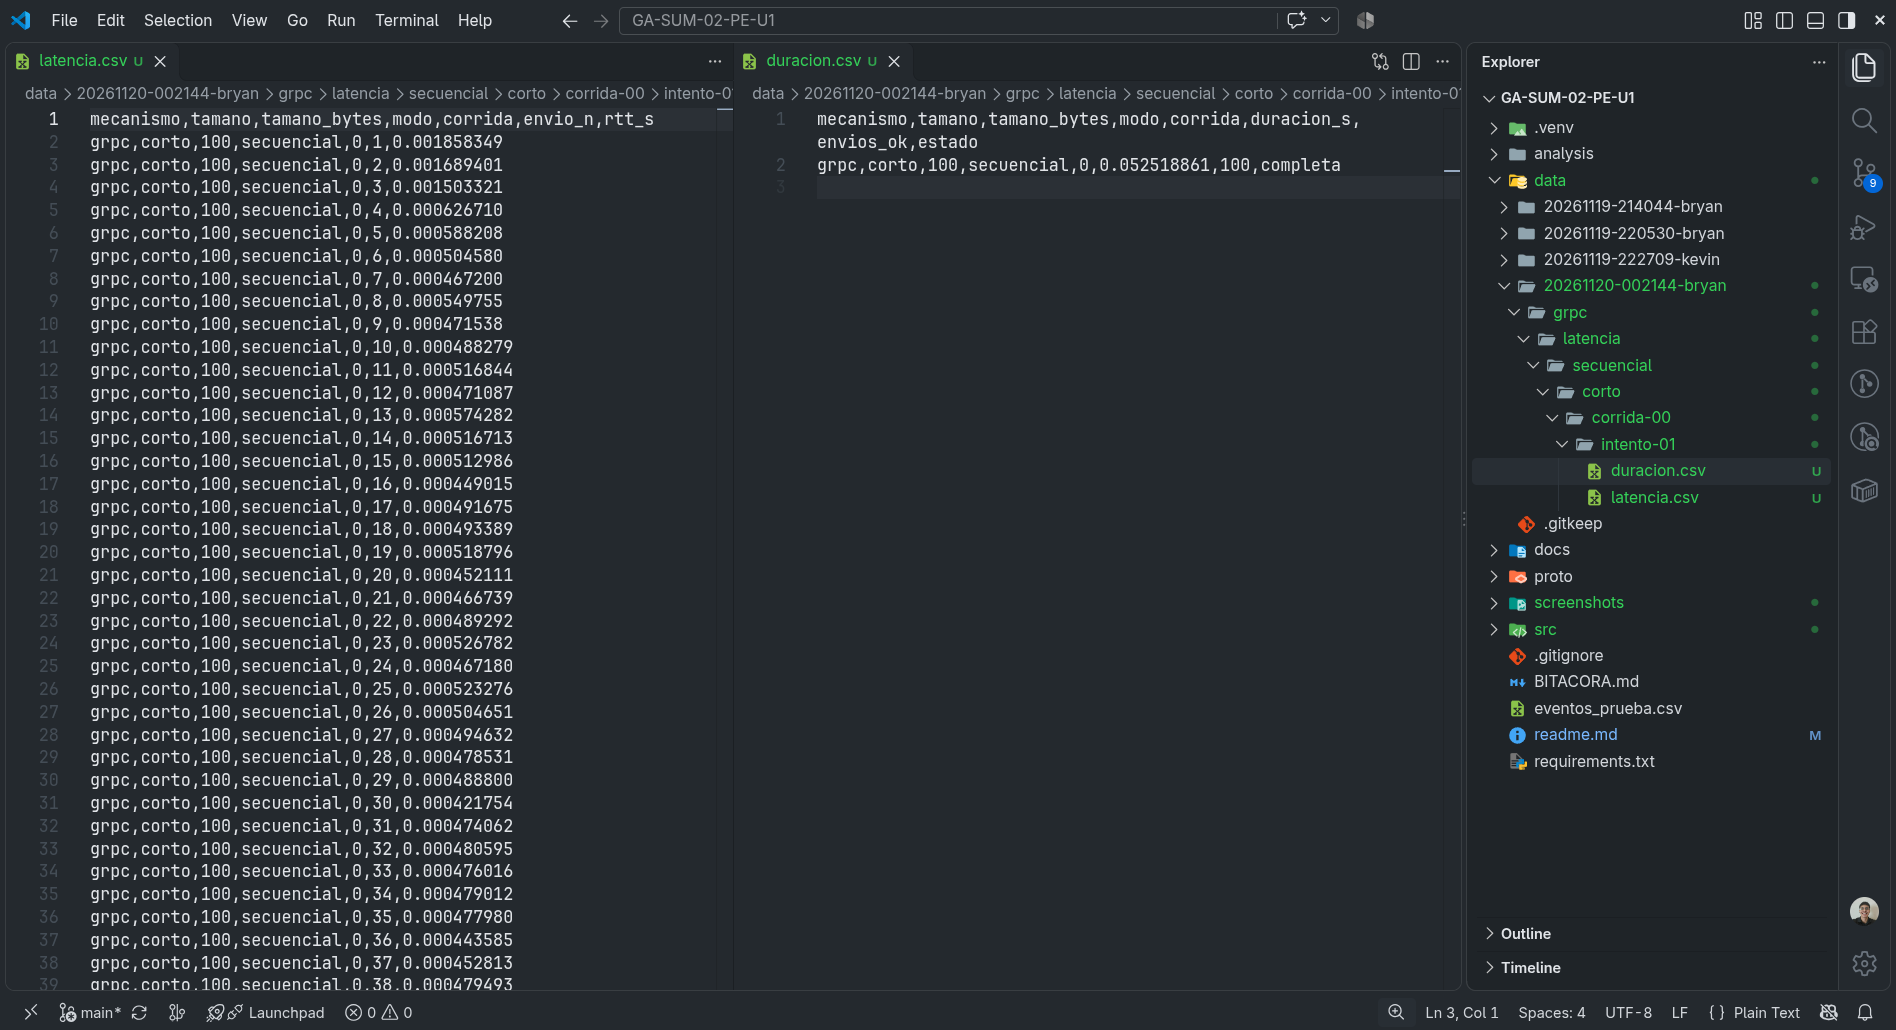 File Edit Selection View Go Run Terminal Help
GA-SUM-02-PE-U1
latencia.csv U
data > 20261120-002144-bryan > grpc > latencia > secuencial > corto > corrida-00 > intento-01
1 mecanismo,tamano,tamano_bytes,modo,corrida,envio_n,rtt_s
2 grpc,corto,100,secuencial,0,1,0.001858349
3 grpc,corto,100,secuencial,0,2,0.001689401
4 grpc,corto,100,secuencial,0,3,0.001503321
5 grpc,corto,100,secuencial,0,4,0.000626710
6 grpc,corto,100,secuencial,0,5,0.000588208
7 grpc,corto,100,secuencial,0,6,0.000504580
8 grpc,corto,100,secuencial,0,7,0.000467200
9 grpc,corto,100,secuencial,0,8,0.000549755
10 grpc,corto,100,secuencial,0,9,0.000471538
11 grpc,corto,100,secuencial,0,10,0.000488279
12 grpc,corto,100,secuencial,0,11,0.000516844
13 grpc,corto,100,secuencial,0,12,0.000471087
14 grpc,corto,100,secuencial,0,13,0.000574282
15 grpc,corto,100,secuencial,0,14,0.000516713
16 grpc,corto,100,secuencial,0,15,0.000512986
17 grpc,corto,100,secuencial,0,16,0.000449015
18 grpc,corto,100,secuencial,0,17,0.000491675
19 grpc,corto,100,secuencial,0,18,0.000493389
20 grpc,corto,100,secuencial,0,19,0.000518796
21 grpc,corto,100,secuencial,0,20,0.000452111
22 grpc,corto,100,secuencial,0,21,0.000466739
23 grpc,corto,100,secuencial,0,22,0.000489292
24 grpc,corto,100,secuencial,0,23,0.000526782
25 grpc,corto,100,secuencial,0,24,0.000467180
26 grpc,corto,100,secuencial,0,25,0.000523276
27 grpc,corto,100,secuencial,0,26,0.000504651
28 grpc,corto,100,secuencial,0,27,0.000494632
29 grpc,corto,100,secuencial,0,28,0.000478531
30 grpc,corto,100,secuencial,0,29,0.000488800
31 grpc,corto,100,secuencial,0,30,0.000421754
32 grpc,corto,100,secuencial,0,31,0.000474062
33 grpc,corto,100,secuencial,0,32,0.000480595
34 grpc,corto,100,secuencial,0,33,0.000476016
35 grpc,corto,100,secuencial,0,34,0.000479012
36 grpc,corto,100,secuencial,0,35,0.000477980
37 grpc,corto,100,secuencial,0,36,0.000443585
38 grpc,corto,100,secuencial,0,37,0.000452813
39 grpc,corto,100,secuencial,0,38,0.000479493
duracion.csv U
data > 20261120-002144-bryan > grpc > latencia > secuencial > corto > corrida-00 > intento-01
1 mecanismo,tamano,tamano_bytes,modo,corrida,duracion_s,
envios_ok,estado
2 grpc,corto,100,secuencial,0,0.052518861,100,completa
3
Explorer
GA-SUM-02-PE-U1
.venv
analysis
data
20261119-214044-bryan
20261119-220530-bryan
20261119-222709-kevin
20261120-002144-bryan
grpc
latencia
secuencial
corto
corrida-00
intento-01
duracion.csv U
latencia.csv U
.gitkeep
docs
proto
screenshots
src
.gitignore
BITACORA.md
eventos_prueba.csv
readme.md M
requirements.txt
Outline
Timeline
9
main* Launchpad 0 0 Ln 3, Col 1 Spaces: 4 UTF-8 LF { } Plain Text